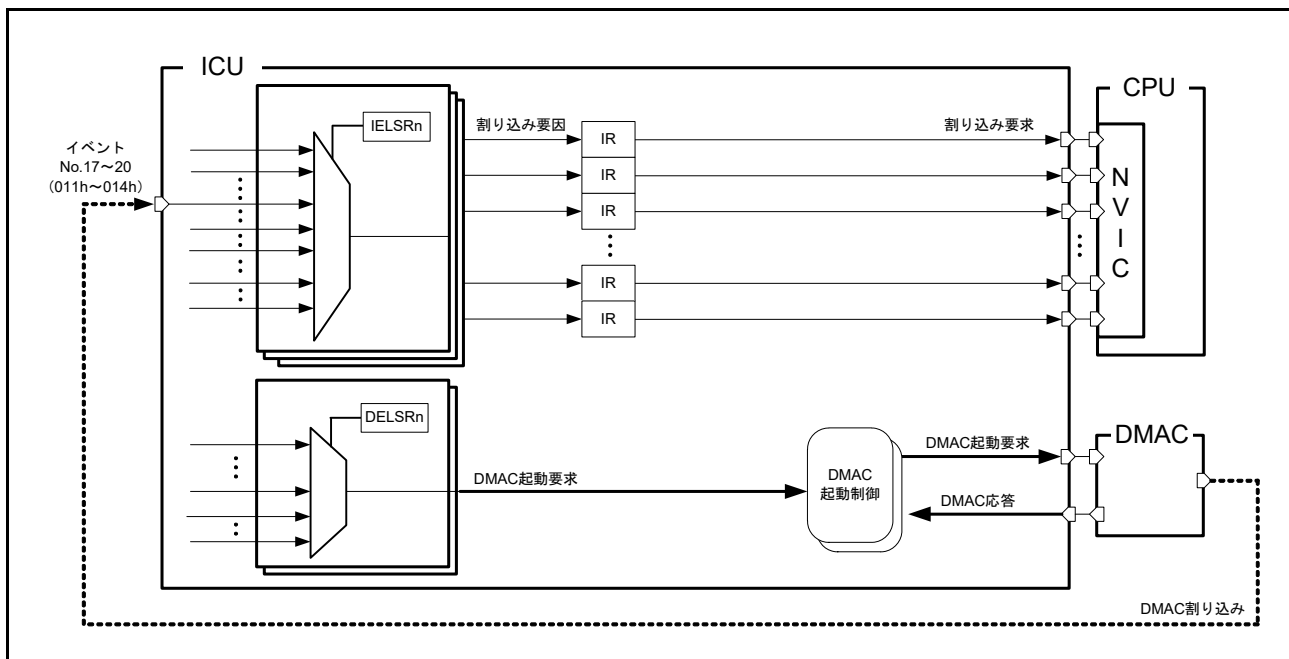 ICU
CPU
IELSRn
割り込み要因
IR
割り込み要求
イベント
No.17～20
（011h～014h）
IR
IR
IR
IR
N
V
I
C
DELSRn
DMAC起動要求
DMAC
起動制御
DMAC起動要求
DMAC応答
DMAC
DMAC割り込み